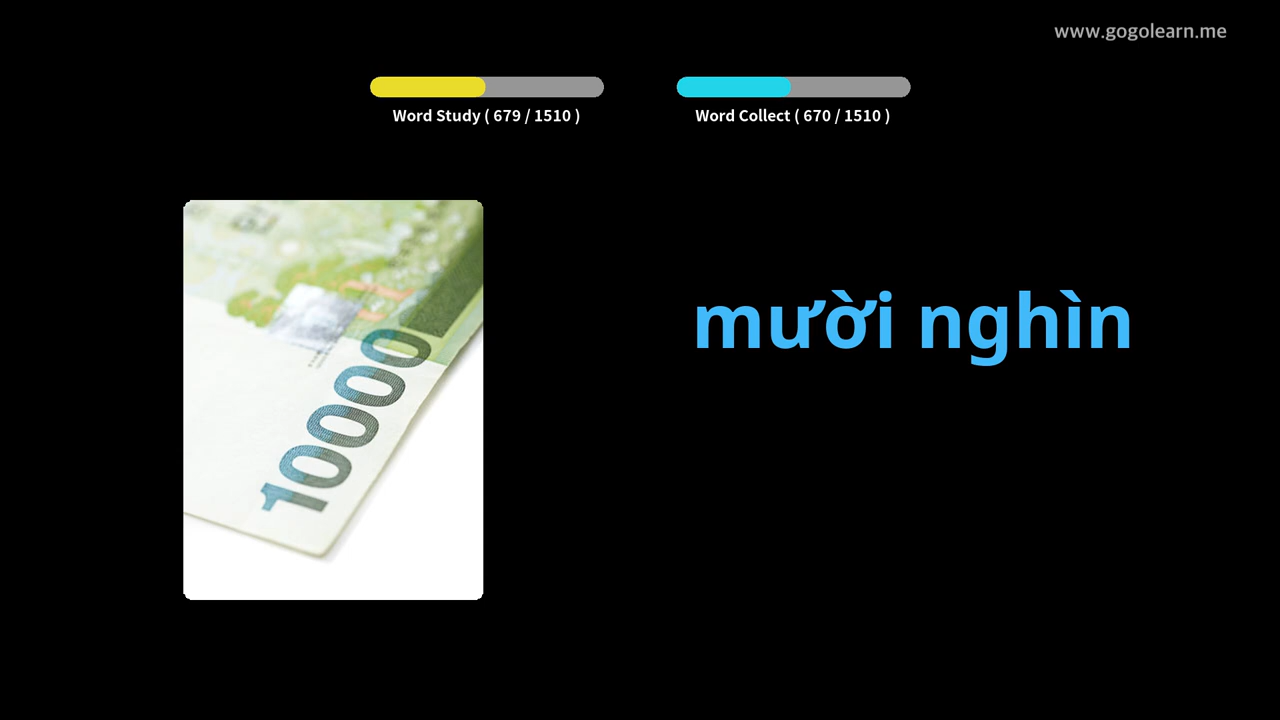 www.gogolearn.me
Word Study ( 679 / 1510 )
Word Collect ( 670 / 1510 )
10000
mười nghìn